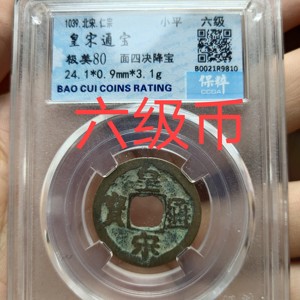 1039.北宋.仁宗 小平 六级
皇宋通宝
极美80 面四决降宝
24.1*0.9mm*3.1g
80021R9810
BAO CUI COINS RATING
保粹
六级币
皇
寳 通
宋